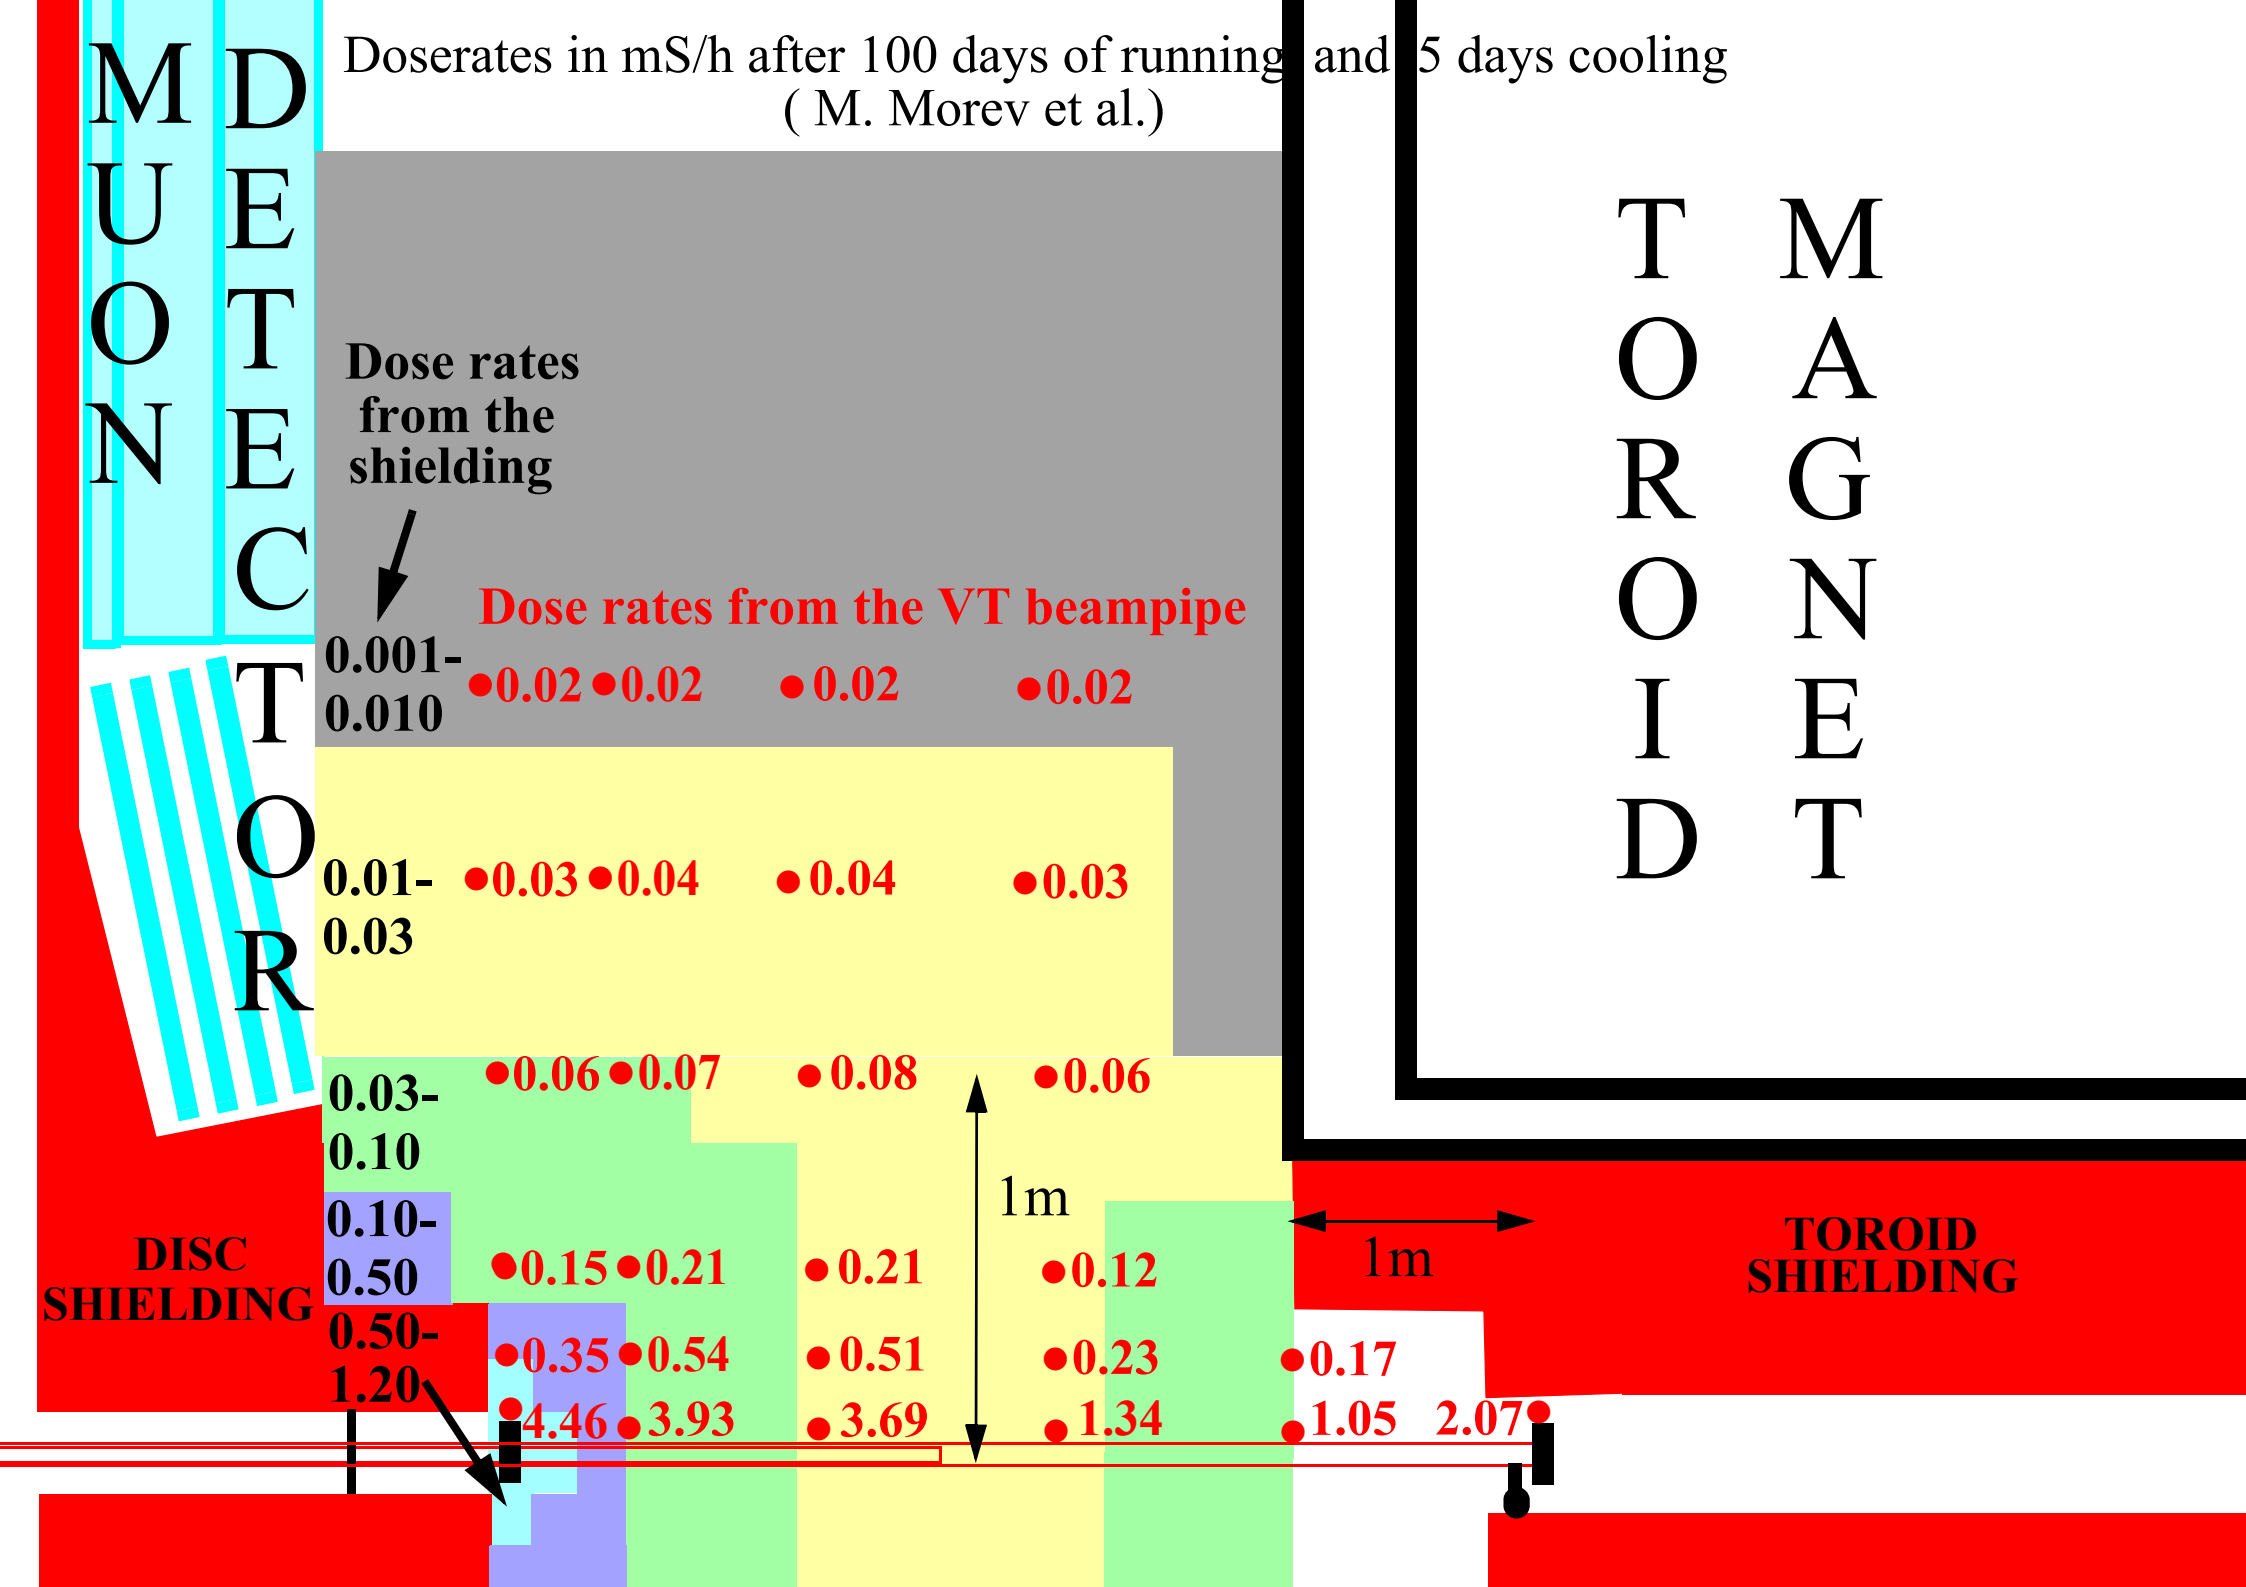 Doserates in mS/h after 100 days of running and 5 days cooling
( M. Morev et al.)
MUON
DETECTOR
TOROID
MAGNET
Dose rates
from the
shielding
Dose rates from the VT beampipe
0.001-
0.010
0.02 0.02 0.02 0.02
0.01-
0.03
0.03 0.04 0.04 0.03
0.03-
0.10
0.06 0.07 0.08 0.06
1m
0.10-
0.50
0.15 0.21 0.21 0.12
1m
DISC
SHIELDING
TOROID
SHIELDING
0.50-
1.20
0.35 0.54 0.51 0.23 0.17
4.46 3.93 3.69 1.34 1.05 2.07